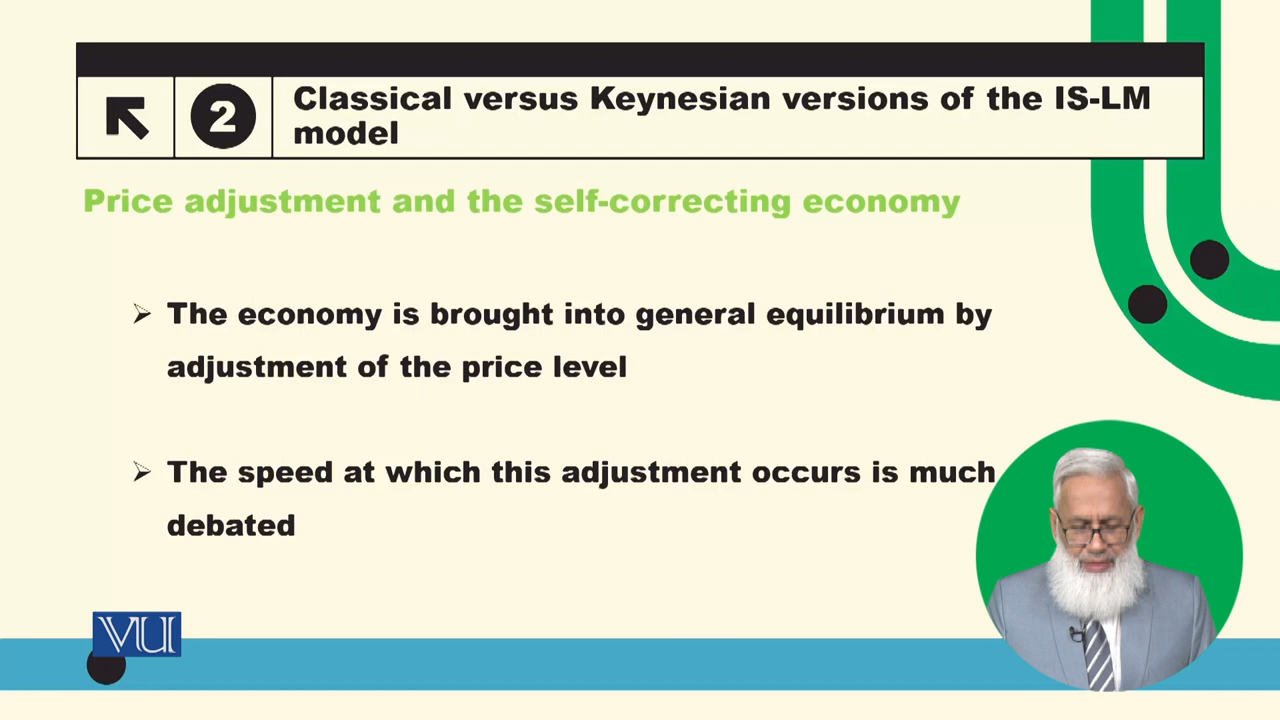 2
Classical versus Keynesian versions of the IS-LM
model
Price adjustment and the self-correcting economy
The economy is brought into general equilibrium by
adjustment of the price level
The speed at which this adjustment occurs is much
debated
VU